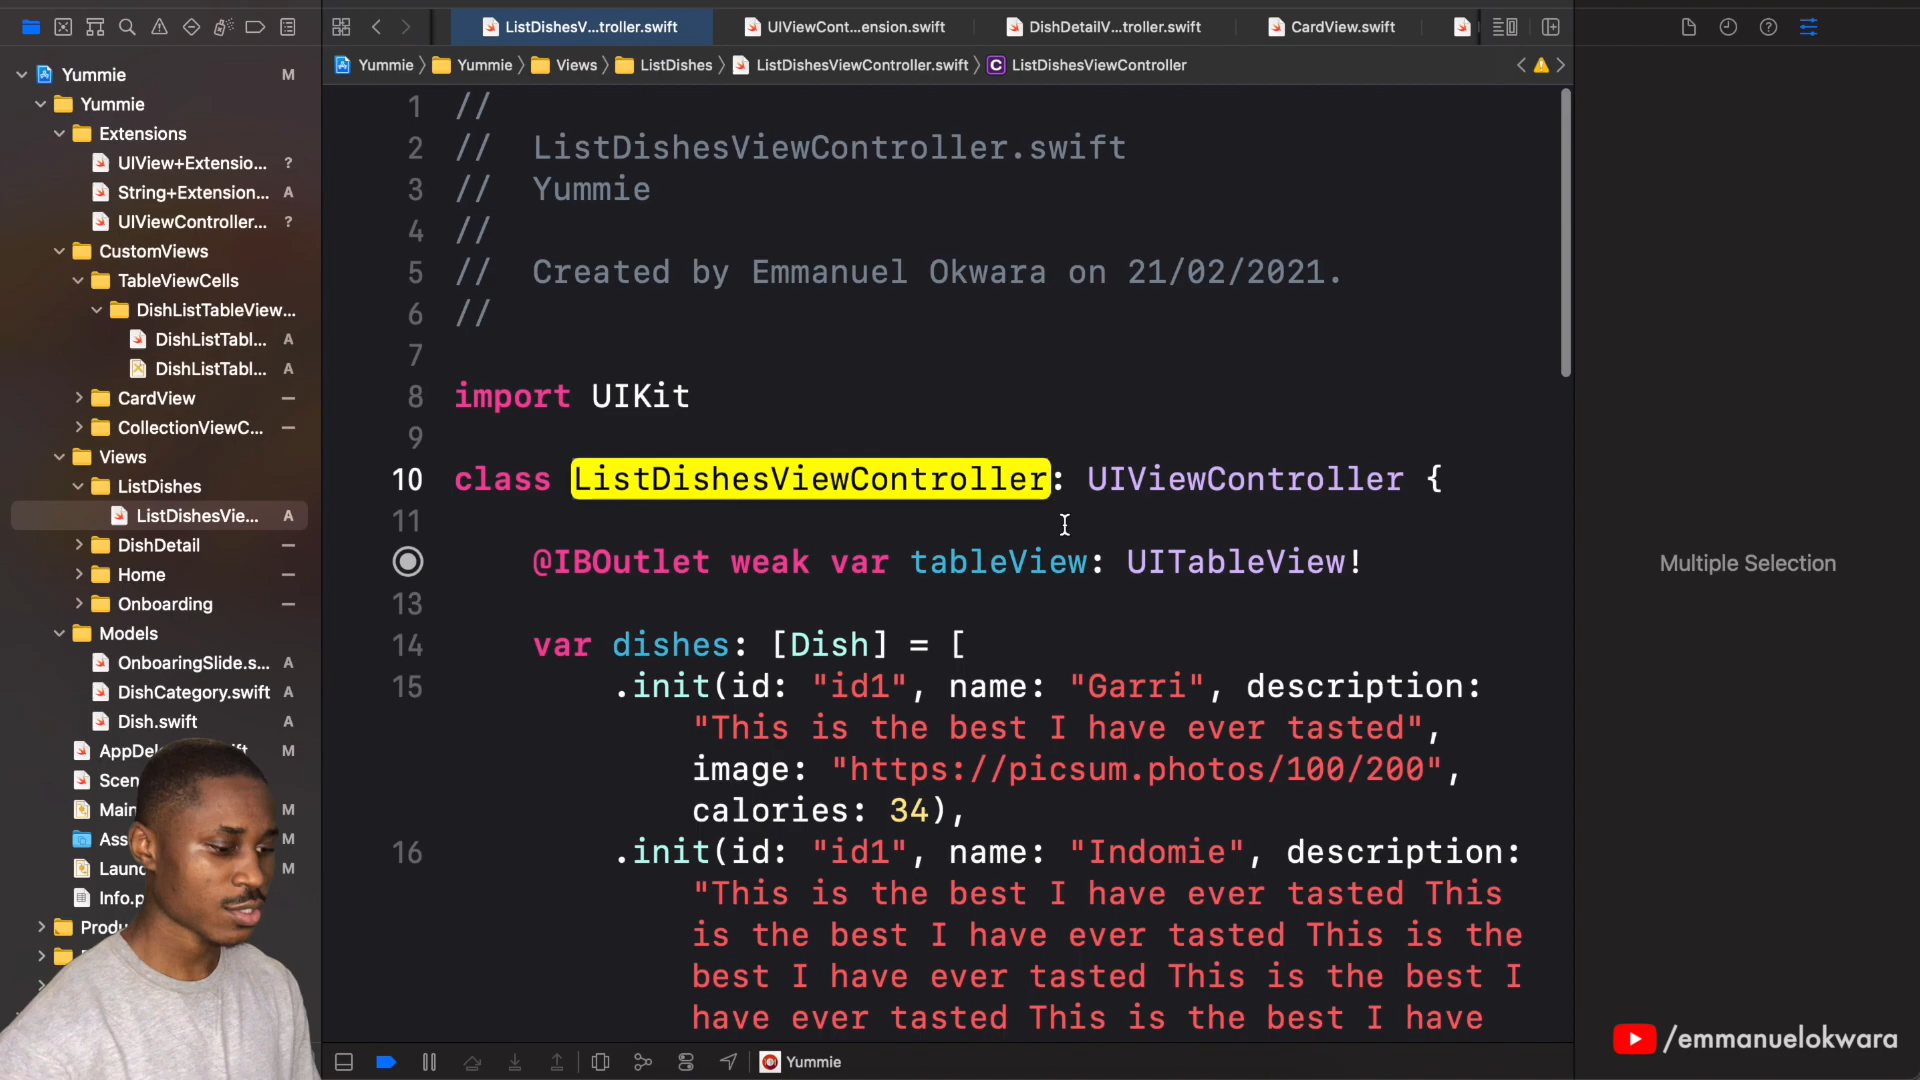 ListDishesV...troller.swift
UIViewCont...ension.swift
DishDetailV...troller.swift
CardView.swift
Yummie
Yummie
Views
ListDishes
ListDishesViewController.swift
C
ListDishesViewController
Yummie M
Yummie
Extensions
UIView+Extensio... ?
String+Extension... A
UIViewController... ?
CustomViews
TableViewCells
DishListTableView...
DishListTabl... A
DishListTabl... A
CardView
CollectionViewC...
Views
ListDishes
ListDishesVie... A
DishDetail
Home
Onboarding
Models
OnboaringSlide.s... A
DishCategory.swift A
Dish.swift A
M
M
M
M
1 //
2 // ListDishesViewController.swift
3 // Yummie
4 //
5 // Created by Emmanuel Okwara on 21/02/2021.
6 //
7
8 import UIKit
9
10 class ListDishesViewController: UIViewController {
11
@IBOutlet weak var tableView: UITableView!
13
14 var dishes: [Dish] = [
15 .init(id: "id1", name: "Garri", description:
"This is the best I have ever tasted",
image: "https://picsum.photos/100/200",
calories: 34),
16 .init(id: "id1", name: "Indomie", description:
"This is the best I have ever tasted This
is the best I have ever tasted This is the
best I have ever tasted This is the best I
have ever tasted This is the best I have
Multiple Selection
Yummie
/emmanuelokwara